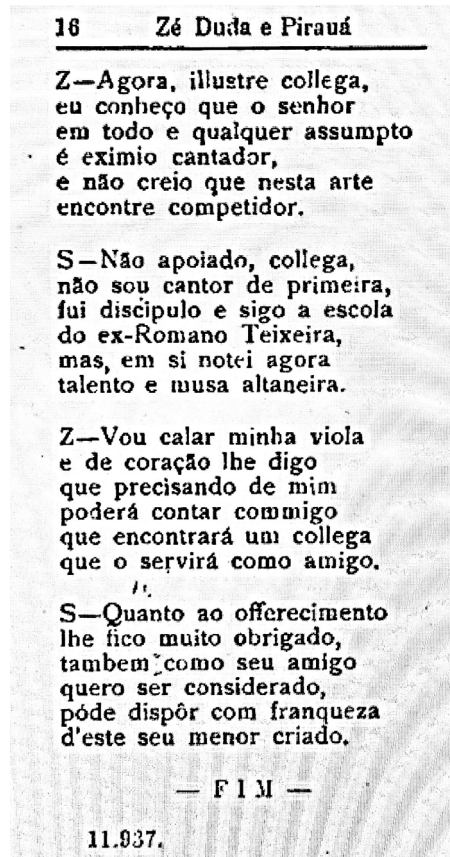 16 Zé Duda e Pirauá
Z—Agora, illustre collega,
eu conheço que o senhor
em todo e qualquer assumpto
é eximio cantador,
e não creio que nesta arte
encontre competidor.
S—Não apoiado, collega,
não sou cantor de primeira,
fui discipulo e sigo a escola
do ex-Romano Teixeira,
mas, em si notei agora
talento e musa altaneira.
Z—Vou calar minha viola
e de coração lhe digo
que precisando de mim
poderá contar commigo
que encontrará um collega
que o servirá como amigo.
S—Quanto ao offerecimento
lhe fico muito obrigado,
tambem como seu amigo
quero ser considerado,
póde dispôr com franqueza
d'este seu menor criado.
— FIM —
11.937.